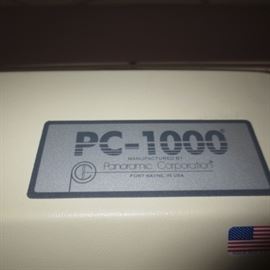 PC-1000®
MANUFACTURED BY
Panoramic Corporation®
FORT WAYNE, IN USA